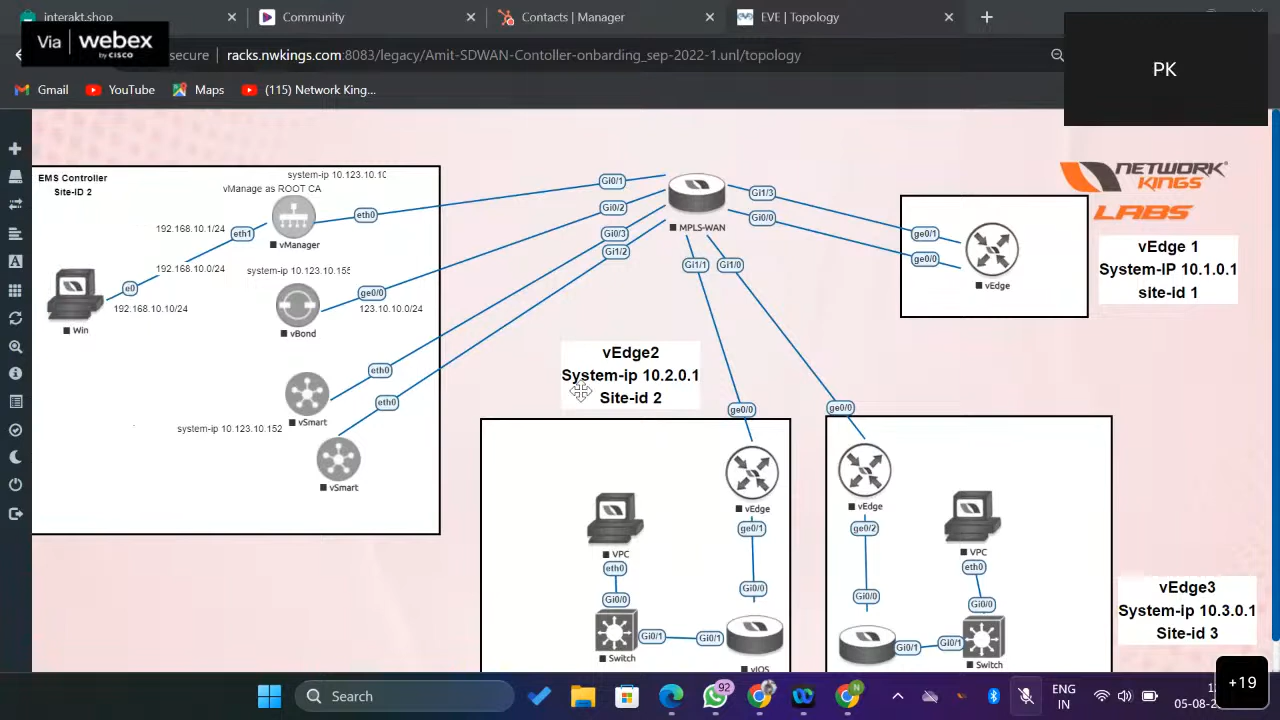 interakt.shop
Community
Contacts | Manager
EVE | Topology
Via webex
by CISCO
secure
racks.nwkings.com:8083/legacy/Amit-SDWAN-Contoller-onbarding_sep-2022-1.unl/topology
PK
Gmail
YouTube
Maps
(115) Network King...
EMS Controller
Site-ID 2
system-ip 10.123.10.10
vManage as ROOT CA
192.168.10.1/24
eth1
eth0
vManager
192.168.10.0/24
e0
192.168.10.10/24
Win
system-ip 10.123.10.155
ge0/0
123.10.10.0/24
vBond
eth0
vSmart
eth0
system-ip 10.123.10.152
vSmart
Gi0/1
Gi0/2
Gi0/3
Gi1/2
MPLS-WAN
Gi1/3
Gi0/0
Gi1/1
Gi1/0
ge0/1
ge0/0
vEdge
NETWORK
KINGS
LABS
vEdge 1
System-IP 10.1.0.1
site-id 1
vEdge2
System-ip 10.2.0.1
Site-id 2
ge0/0
vEdge
ge0/1
VPC
eth0
Gi0/0
Gi0/0
Switch
Gi0/1
Gi0/1
vIOS
ge0/0
vEdge
ge0/2
VPC
eth0
Gi0/0
Gi0/0
Gi0/1
Gi0/1
Switch
vEdge3
System-ip 10.3.0.1
Site-id 3
Search
92
N
ENG
IN
05-08-2
+19